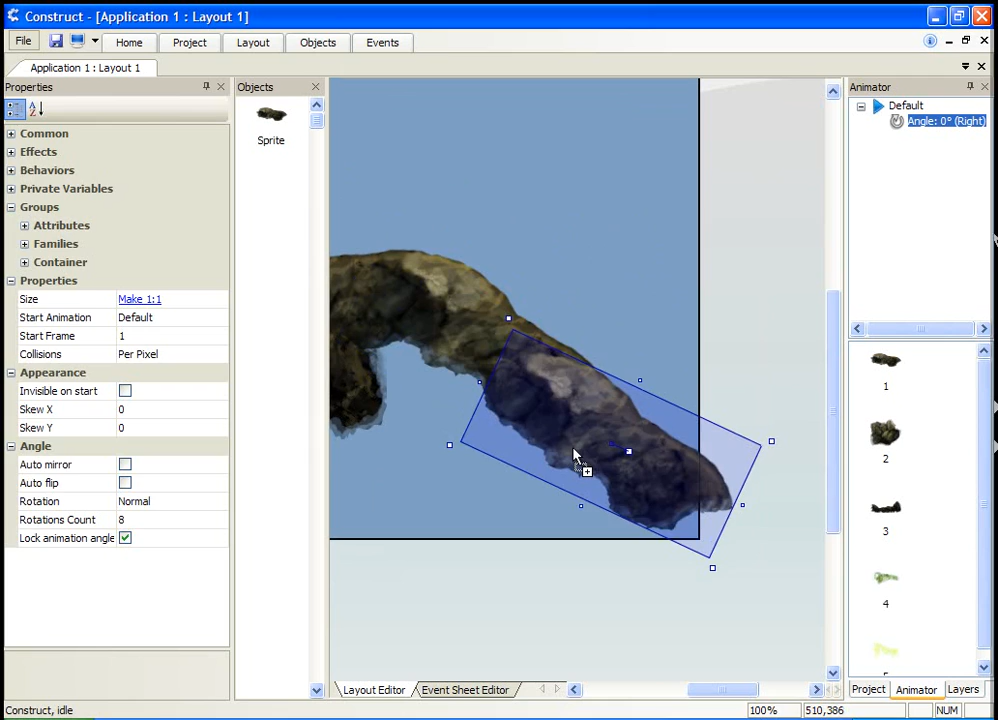 Construct - [Application 1 : Layout 1]
File Home Project Layout Objects Events
Application 1 : Layout 1
Properties
Common
Effects
Behaviors
Private Variables
Groups
Attributes
Families
Container
Properties
Size Make 1:1
Start Animation Default
Start Frame 1
Collisions Per Pixel
Appearance
Invisible on start
Skew X 0
Skew Y 0
Angle
Auto mirror
Auto flip
Rotation Normal
Rotations Count 8
Lock animation angle
Objects
Sprite
Animator
Default
Angle: 0° (Right)
1
2
3
4
Layout Editor Event Sheet Editor
Project Animator Layers
Construct, idle 100% 510,386 NUM